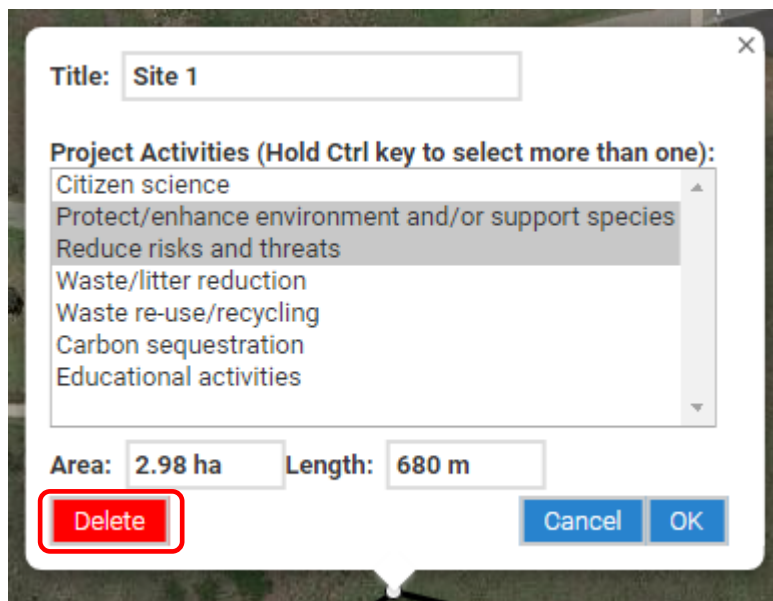 Title: Site 1
Project Activities (Hold Ctrl key to select more than one):
Citizen science
Protect/enhance environment and/or support species
Reduce risks and threats
Waste/litter reduction
Waste re-use/recycling
Carbon sequestration
Educational activities
Area: 2.98 ha Length: 680 m
Delete Cancel OK